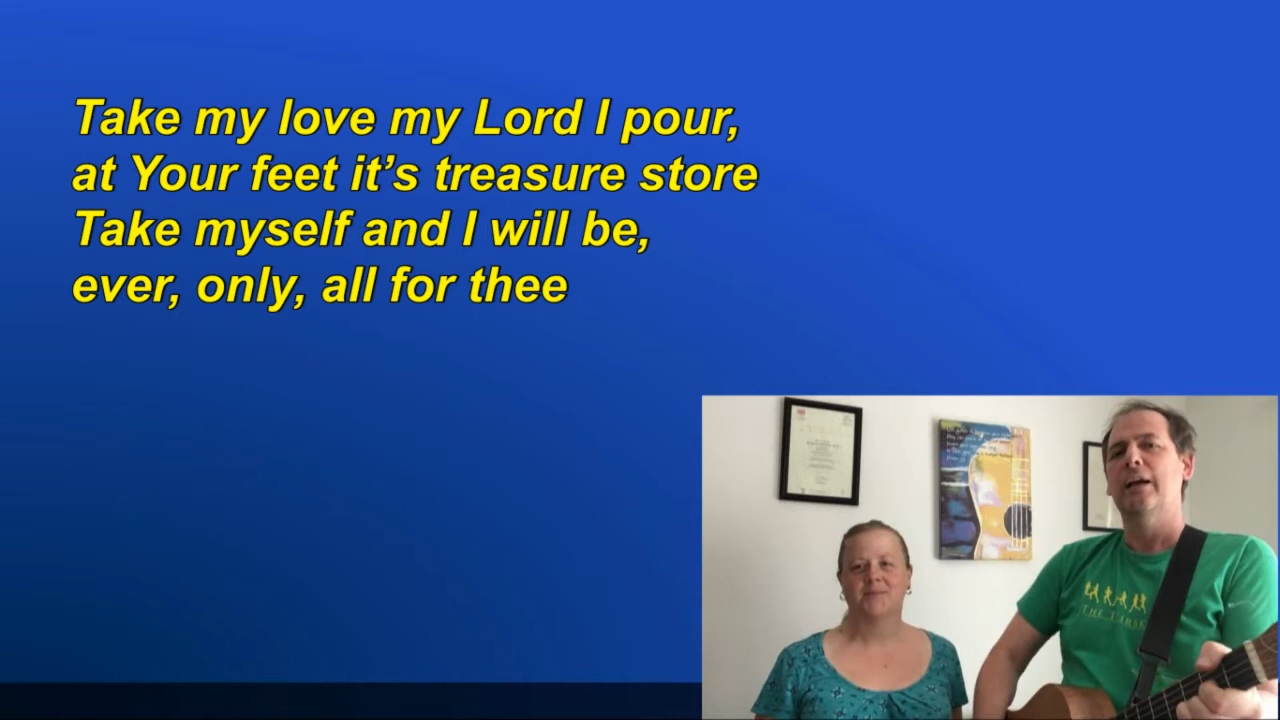 Take my love my Lord I pour,
at Your feet it’s treasure store
Take myself and I will be,
ever, only, all for thee